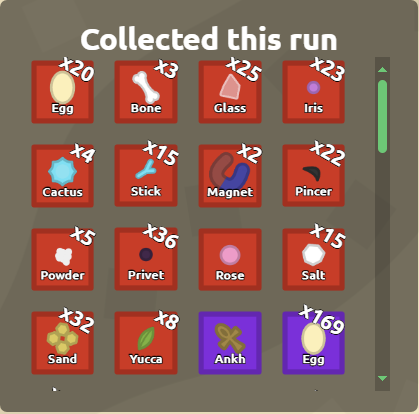 Collected this run
x20 x3 x25 x23
Egg Bone Glass Iris
x4 x15 x2 x22
Cactus Stick Magnet Pincer
x5 x36 x15
Powder Privet Rose Salt
x32 x8 x169
Sand Yucca Ankh Egg